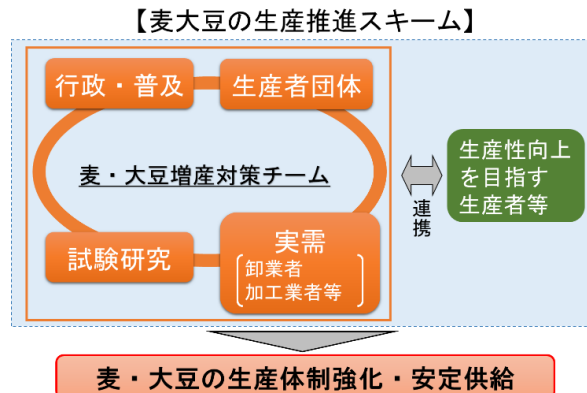 【麦大豆の生産推進スキーム】
行政・普及
生産者団体
麦・大豆増産対策チーム
試験研究
実需
卸業者
加工業者等
連携
生産性向上
を目指す
生産者等
麦・大豆の生産体制強化・安定供給